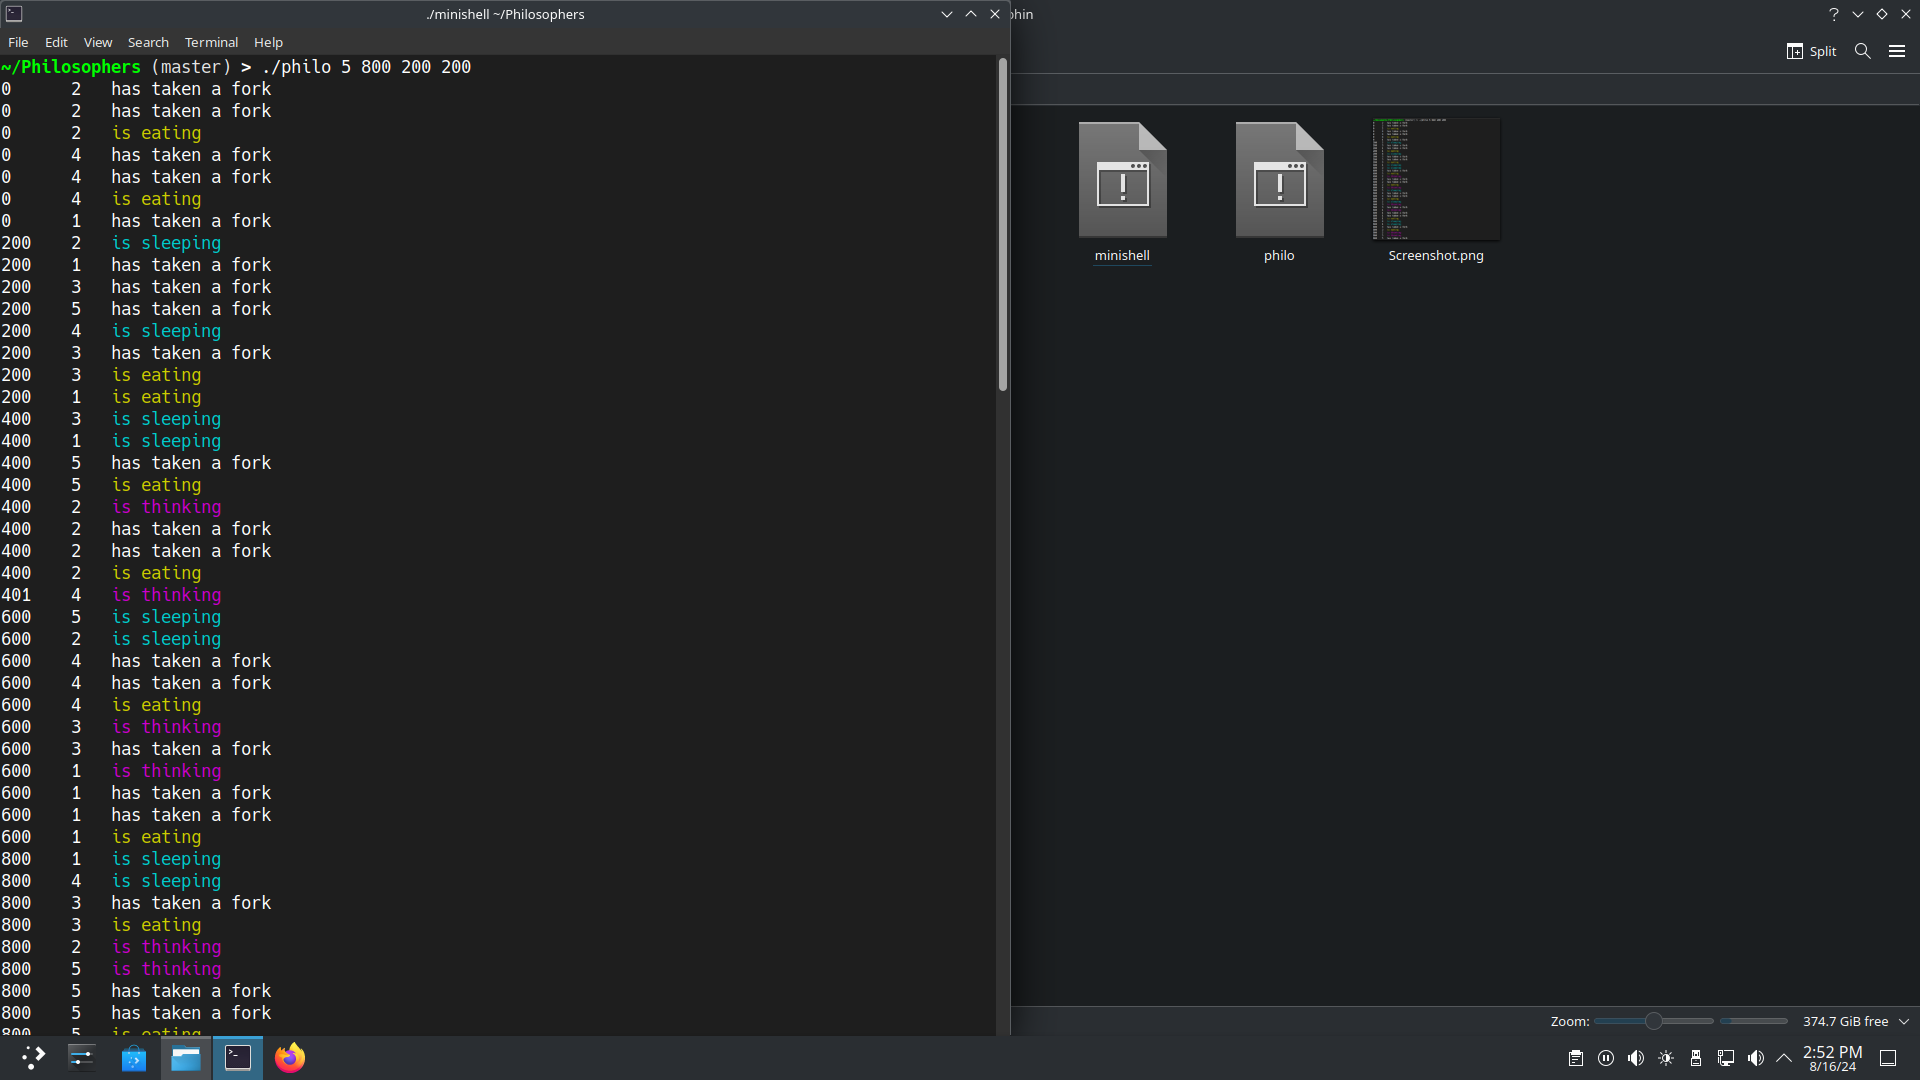 ./minishell ~/Philosophers
File Edit View Search Terminal Help
~/Philosophers (master) > ./philo 5 800 200 200
0 2 has taken a fork
0 2 has taken a fork
0 2 is eating
0 4 has taken a fork
0 4 has taken a fork
0 4 is eating
0 1 has taken a fork
200 2 is sleeping
200 1 has taken a fork
200 3 has taken a fork
200 5 has taken a fork
200 4 is sleeping
200 3 has taken a fork
200 3 is eating
200 1 is eating
400 3 is sleeping
400 1 is sleeping
400 5 has taken a fork
400 5 is eating
400 2 is thinking
400 2 has taken a fork
400 2 has taken a fork
400 2 is eating
401 4 is thinking
600 5 is sleeping
600 2 is sleeping
600 4 has taken a fork
600 4 has taken a fork
600 4 is eating
600 3 is thinking
600 3 has taken a fork
600 1 is thinking
600 1 has taken a fork
600 1 has taken a fork
600 1 is eating
800 1 is sleeping
800 4 is sleeping
800 3 has taken a fork
800 3 is eating
800 2 is thinking
800 5 is thinking
800 5 has taken a fork
800 5 has taken a fork
800 5 is eating
phin
Split
minishell
philo
Screenshot.png
Zoom:
374.7 GiB free
2:52 PM
8/16/24